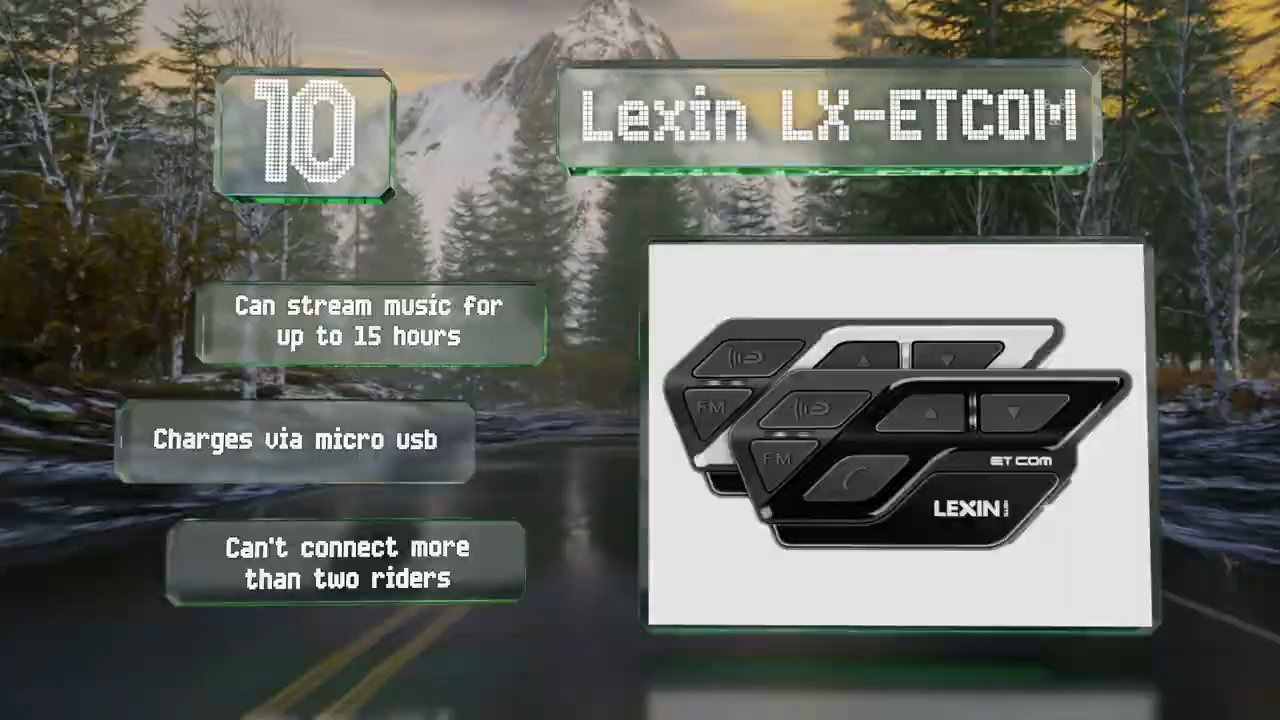 10
Lexin LX-ETCOM
Can stream music for
up to 15 hours
Charges via micro usb
Can't connect more
than two riders
FM
FM
ET COM
LEXIN